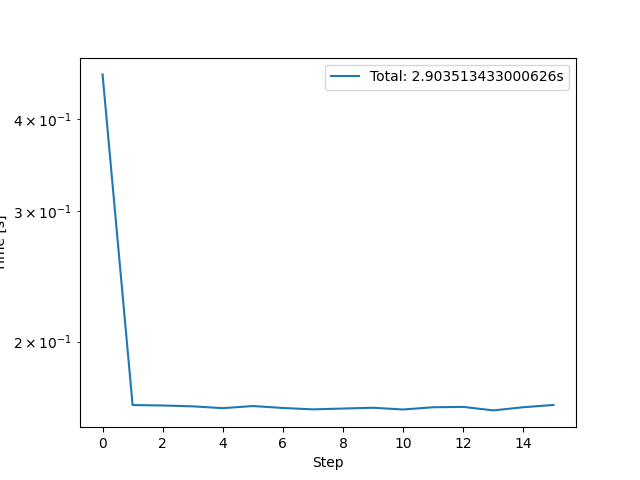 Total: 2.903513433000626s
4 × 10⁻¹
3 × 10⁻¹
2 × 10⁻¹
[s]
0 2 4 6 8 10 12 14
Step